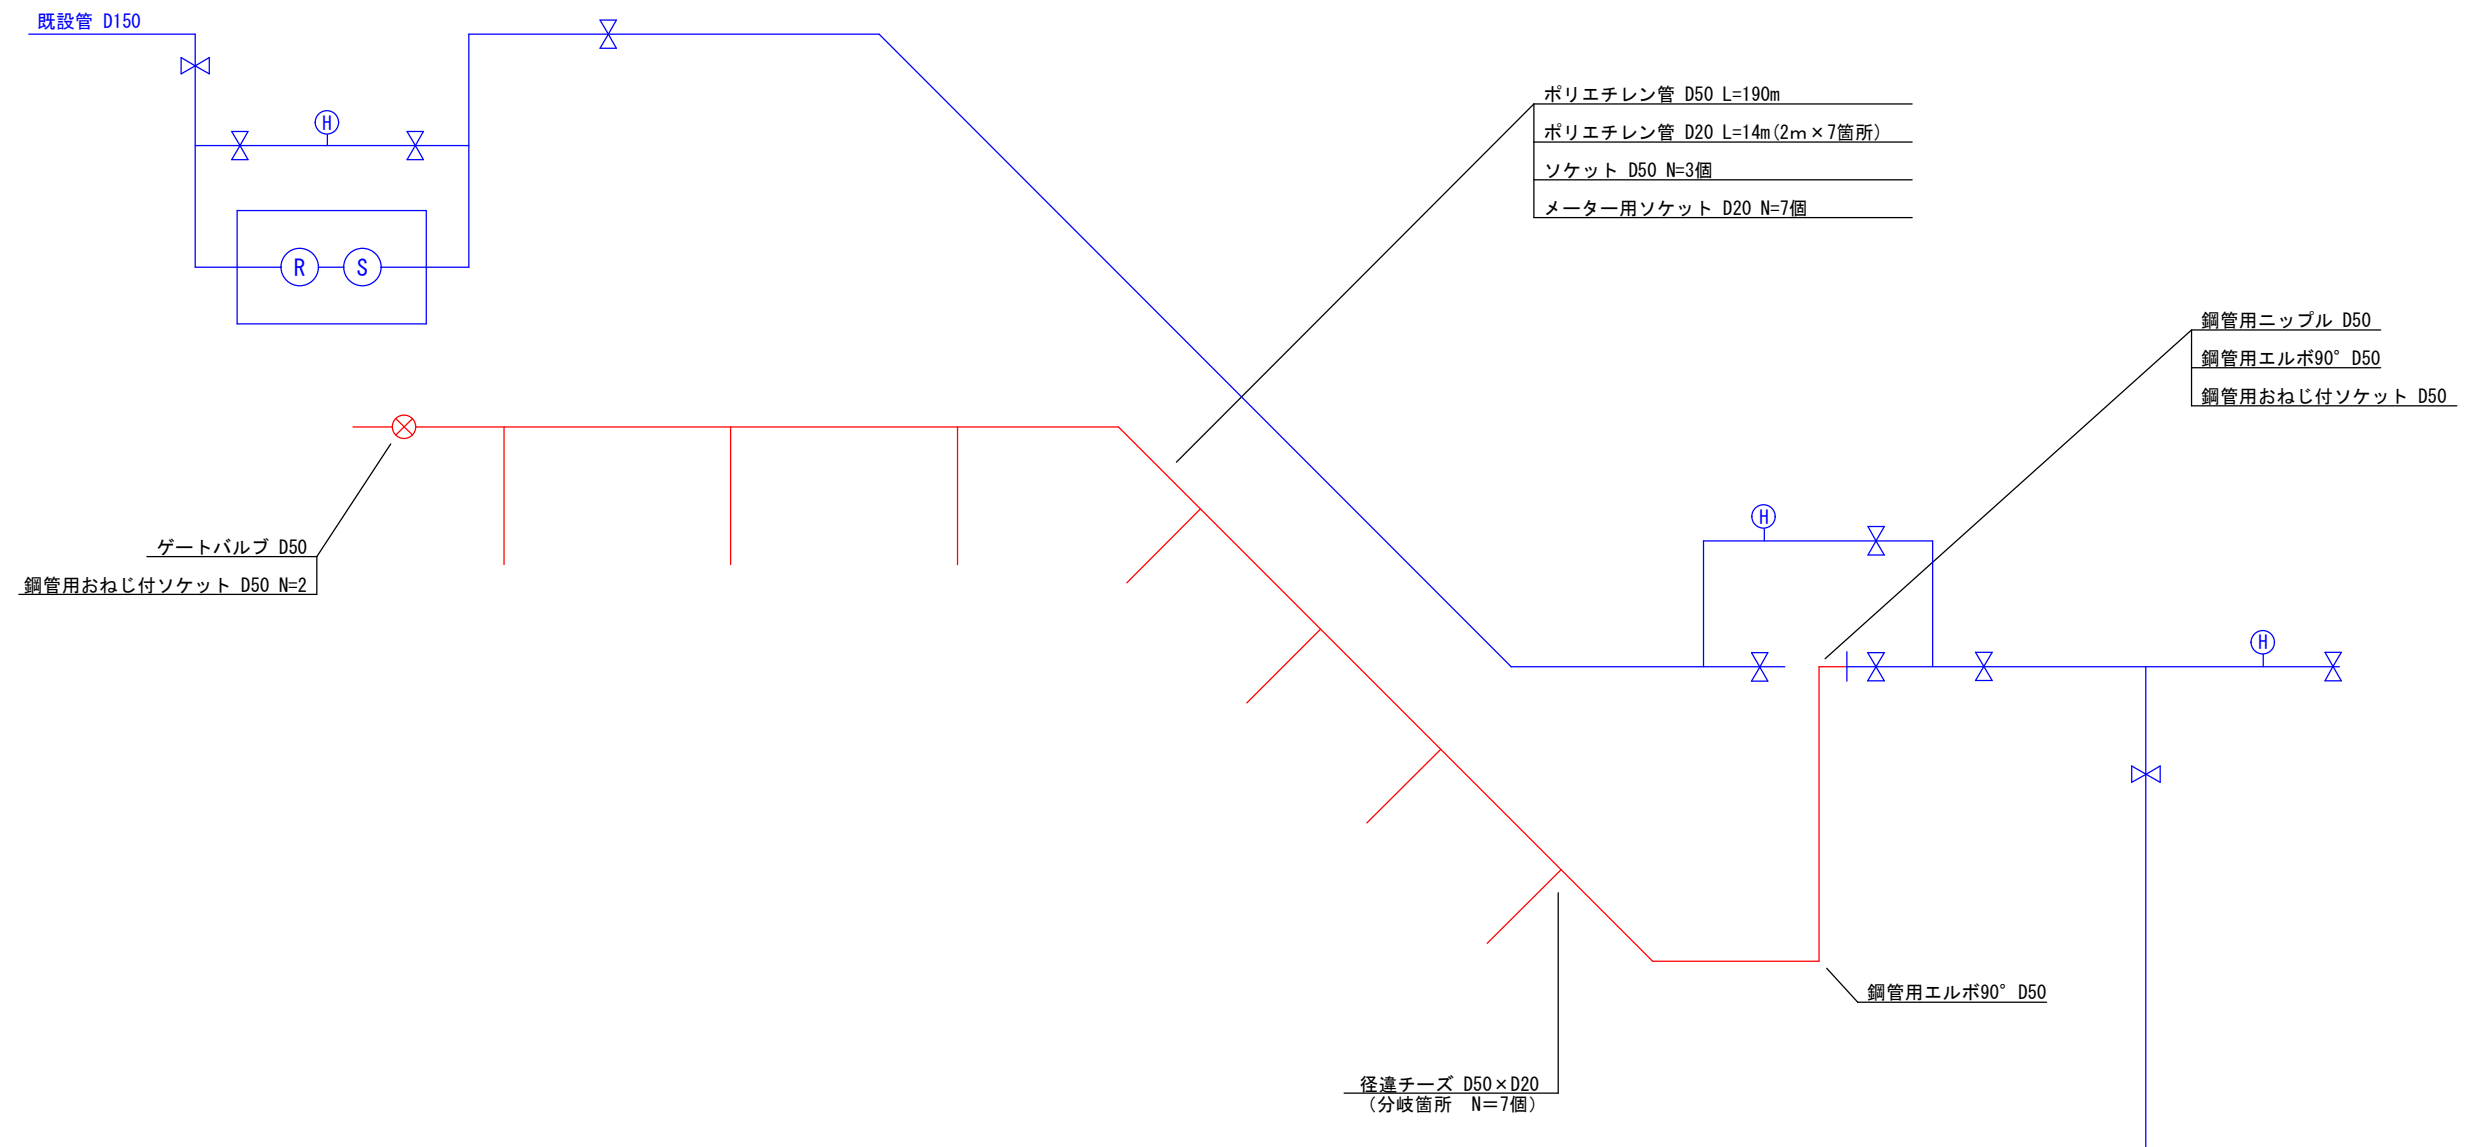 既設管 D150
H
R
S
ポリエチレン管 D50 L=190m
ポリエチレン管 D20 L=14m(2m×7箇所)
ソケット D50 N=3個
メーター用ソケット D20 N=7個
鋼管用ニップル D50
鋼管用エルボ90° D50
鋼管用おねじ付ソケット D50
ゲートバルブ D50
鋼管用おねじ付ソケット D50 N=2
H
H
鋼管用エルボ90° D50
径違チーズ D50×D20
(分岐箇所 N=7個)